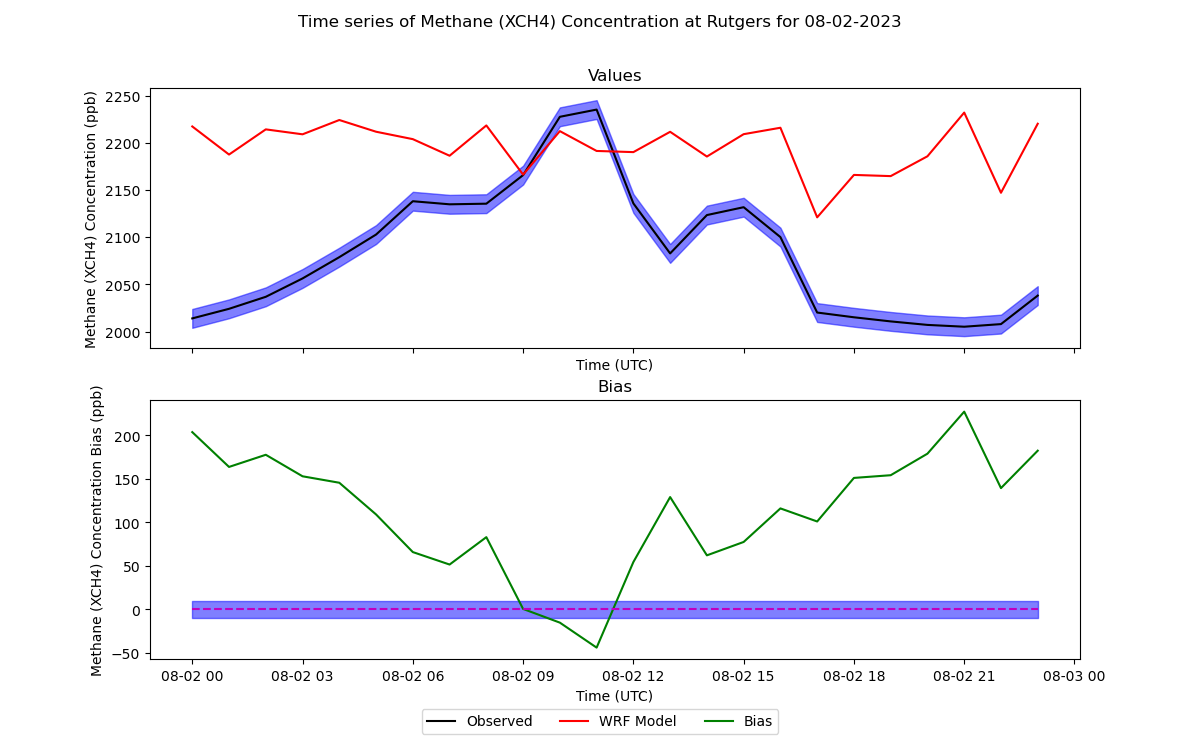 Time series of Methane (XCH4) Concentration at Rutgers for 08-02-2023
Values
Methane (XCH4) Concentration (ppb)
2250
2200
2150
2100
2050
2000
Time (UTC)
Bias
Methane (XCH4) Concentration Bias (ppb)
200
150
100
50
0
−50
08-02 00 08-02 03 08-02 06 08-02 09 08-02 12 08-02 15 08-02 18 08-02 21 08-03 00
Time (UTC)
Observed WRF Model Bias